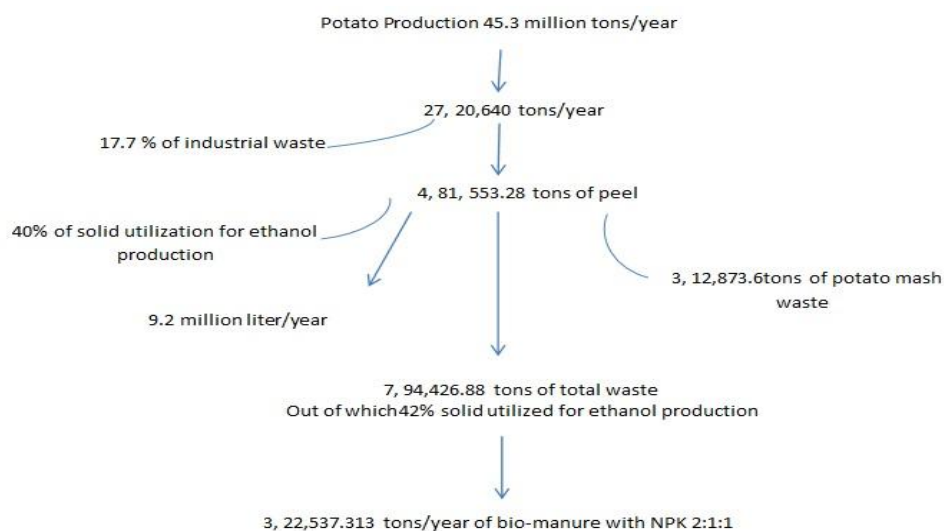 Potato Production 45.3 million tons/year
27, 20,640 tons/year
17.7 % of industrial waste
4, 81, 553.28 tons of peel
40% of solid utilization for ethanol
production
3, 12,873.6tons of potato mash
waste
9.2 million liter/year
7, 94,426.88 tons of total waste
Out of which42% solid utilized for ethanol production
3, 22,537.313 tons/year of bio-manure with NPK 2:1:1